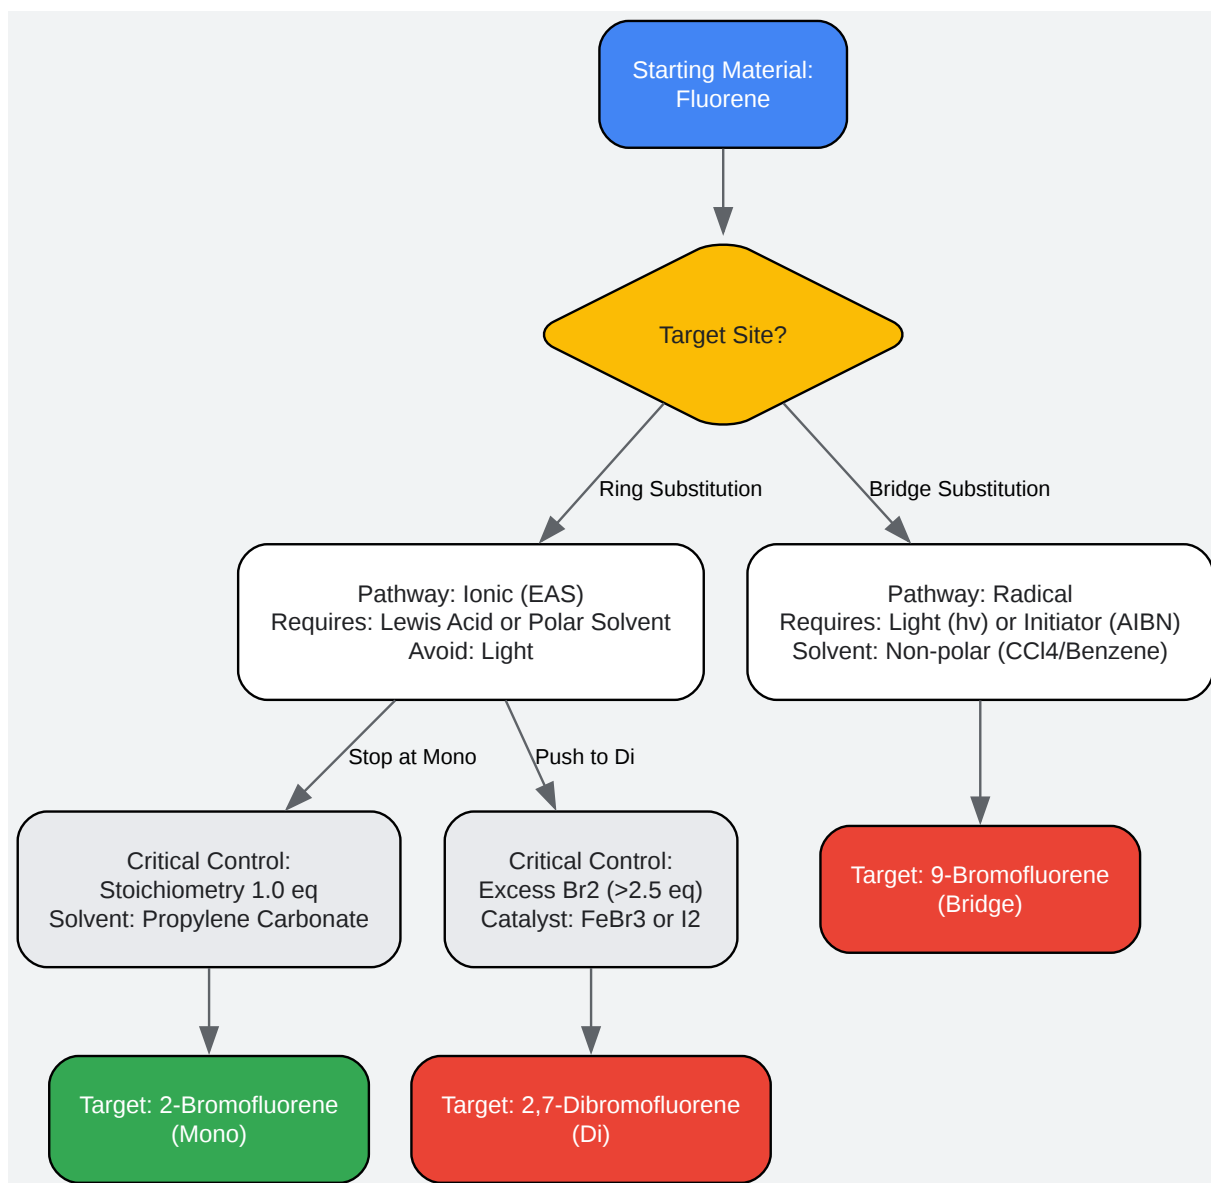 Starting Material:
Fluorene
Target Site?
Ring Substitution
Bridge Substitution
Pathway: Ionic (EAS)
Requires: Lewis Acid or Polar Solvent
Avoid: Light
Pathway: Radical
Requires: Light (hv) or Initiator (AIBN)
Solvent: Non-polar (CCl4/Benzene)
Stop at Mono
Push to Di
Critical Control:
Stoichiometry 1.0 eq
Solvent: Propylene Carbonate
Critical Control:
Excess Br2 (>2.5 eq)
Catalyst: FeBr3 or I2
Target: 9-Bromofluorene
(Bridge)
Target: 2-Bromofluorene
(Mono)
Target: 2,7-Dibromofluorene
(Di)